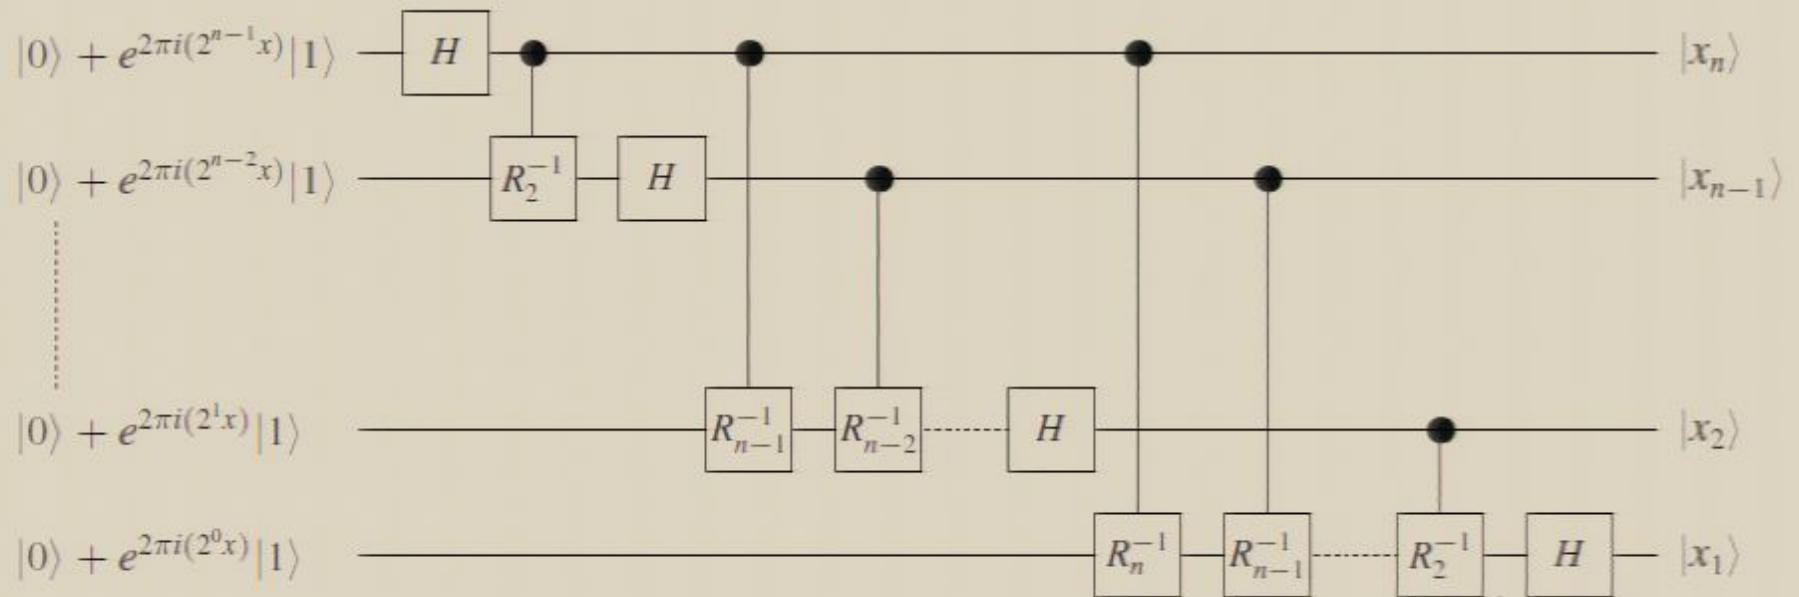 |0⟩ + e^{2πi(2^{n−1}x)}|1⟩ H |x_n⟩
|0⟩ + e^{2πi(2^{n−2}x)}|1⟩ R_2^{−1} H |x_{n−1}⟩
|0⟩ + e^{2πi(2^1x)}|1⟩ R_{n−1}^{−1} R_{n−2}^{−1} H |x_2⟩
|0⟩ + e^{2πi(2^0x)}|1⟩ R_n^{−1} R_{n−1}^{−1} R_2^{−1} H |x_1⟩